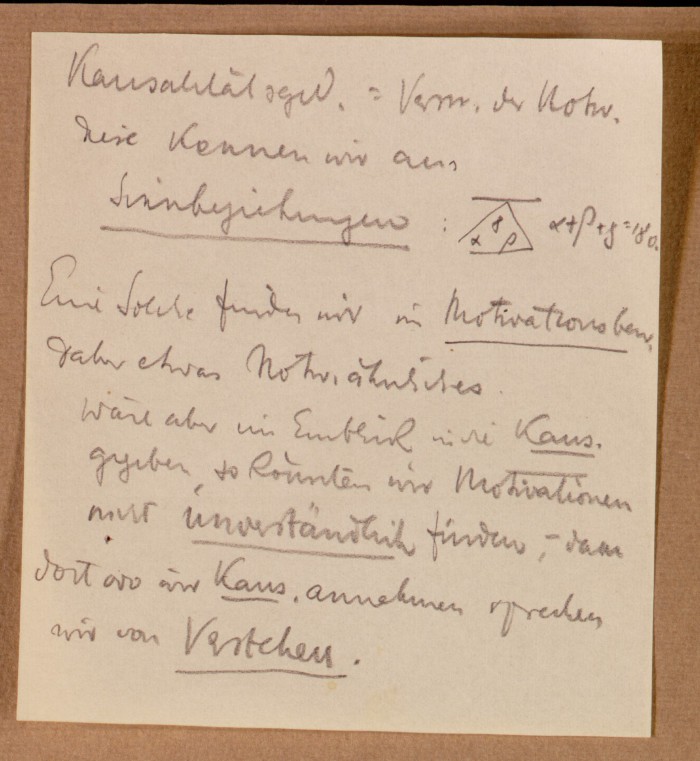 Kausalitätsged. = Verm. der Notw.
Diese kennen wir aus
Sinnbeziehungen : α γ β α+β+γ=180.
Eine solche finden wir in Motivationsbew.
daher etwas Notw.ähnliches.
wäre aber ein Einblick in die Kaus.
gegeben, so könnten wir Motivationen
nicht unverständlich finden, - denn
dort wo wir Kaus. annehmen sprechen
wir von Verstehen.